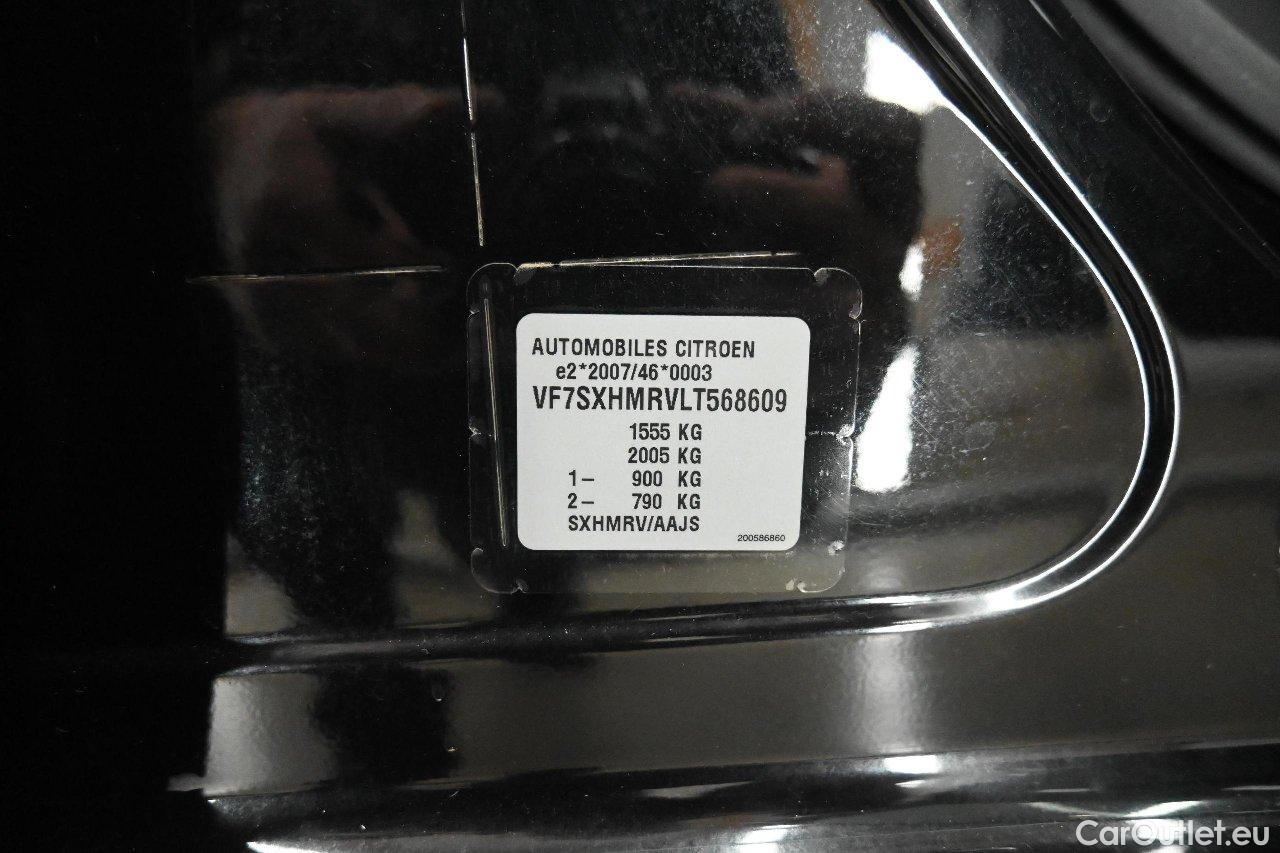 AUTOMOBILES CITROEN
e2*2007/46*0003
VF7SXHMRVLT568609
1555 KG
2005 KG
1– 900 KG
2– 790 KG
SXHMRV/AAJS
200586860
CarOutlet.eu